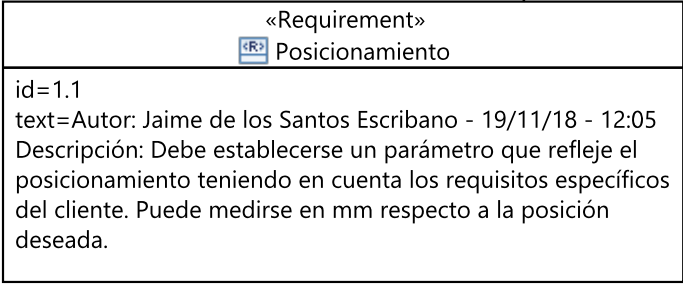 «Requirement»
<R> Posicionamiento
id=1.1
text=Autor: Jaime de los Santos Escribano - 19/11/18 - 12:05
Descripción: Debe establecerse un parámetro que refleje el
posicionamiento teniendo en cuenta los requisitos específicos
del cliente. Puede medirse en mm respecto a la posición
deseada.